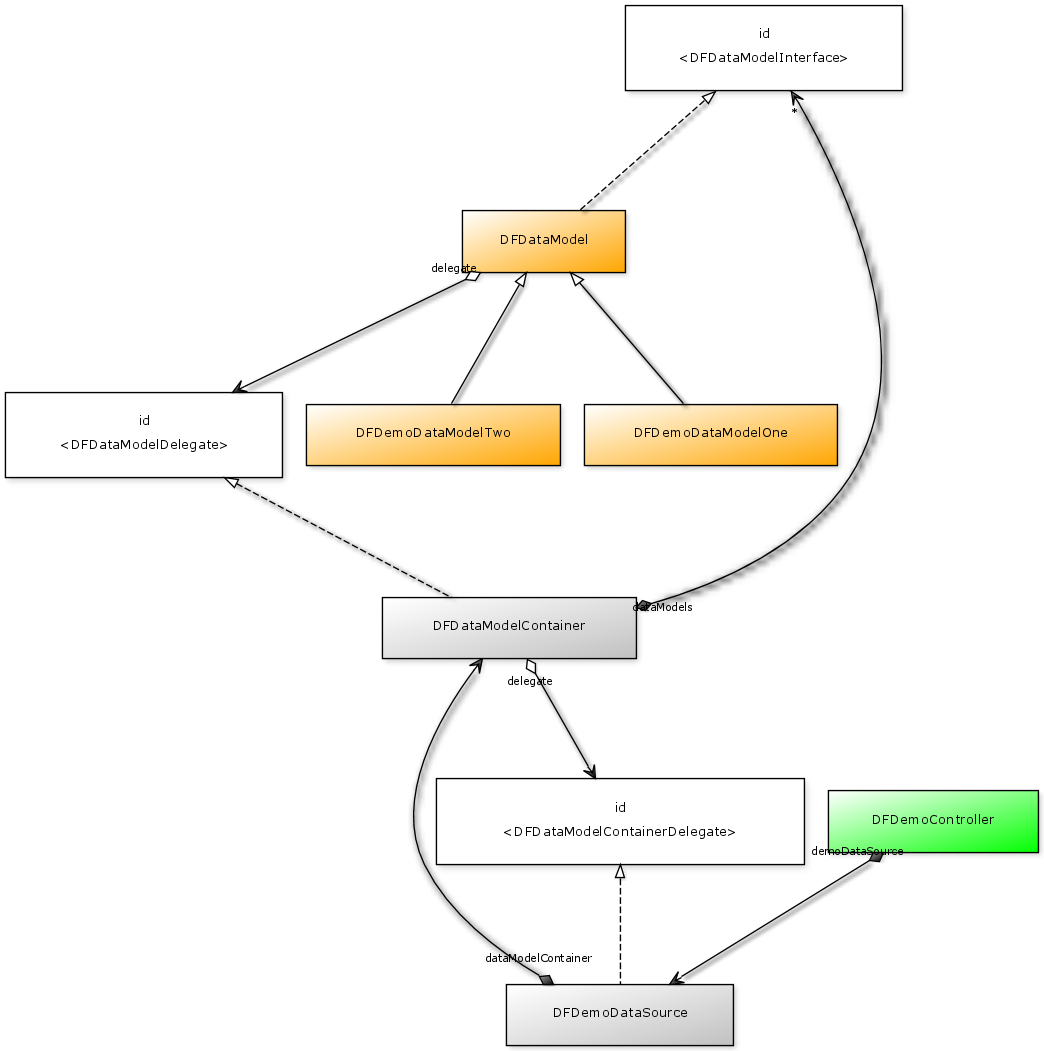 id
<DFDataModelInterface>
*
DFDataModel
delegate
id
<DFDataModelDelegate>
DFDemoDataModelTwo
DFDemoDataModelOne
dataModels
DFDataModelContainer
delegate
id
<DFDataModelContainerDelegate>
DFDemoController
demoDataSource
dataModelContainer
DFDemoDataSource